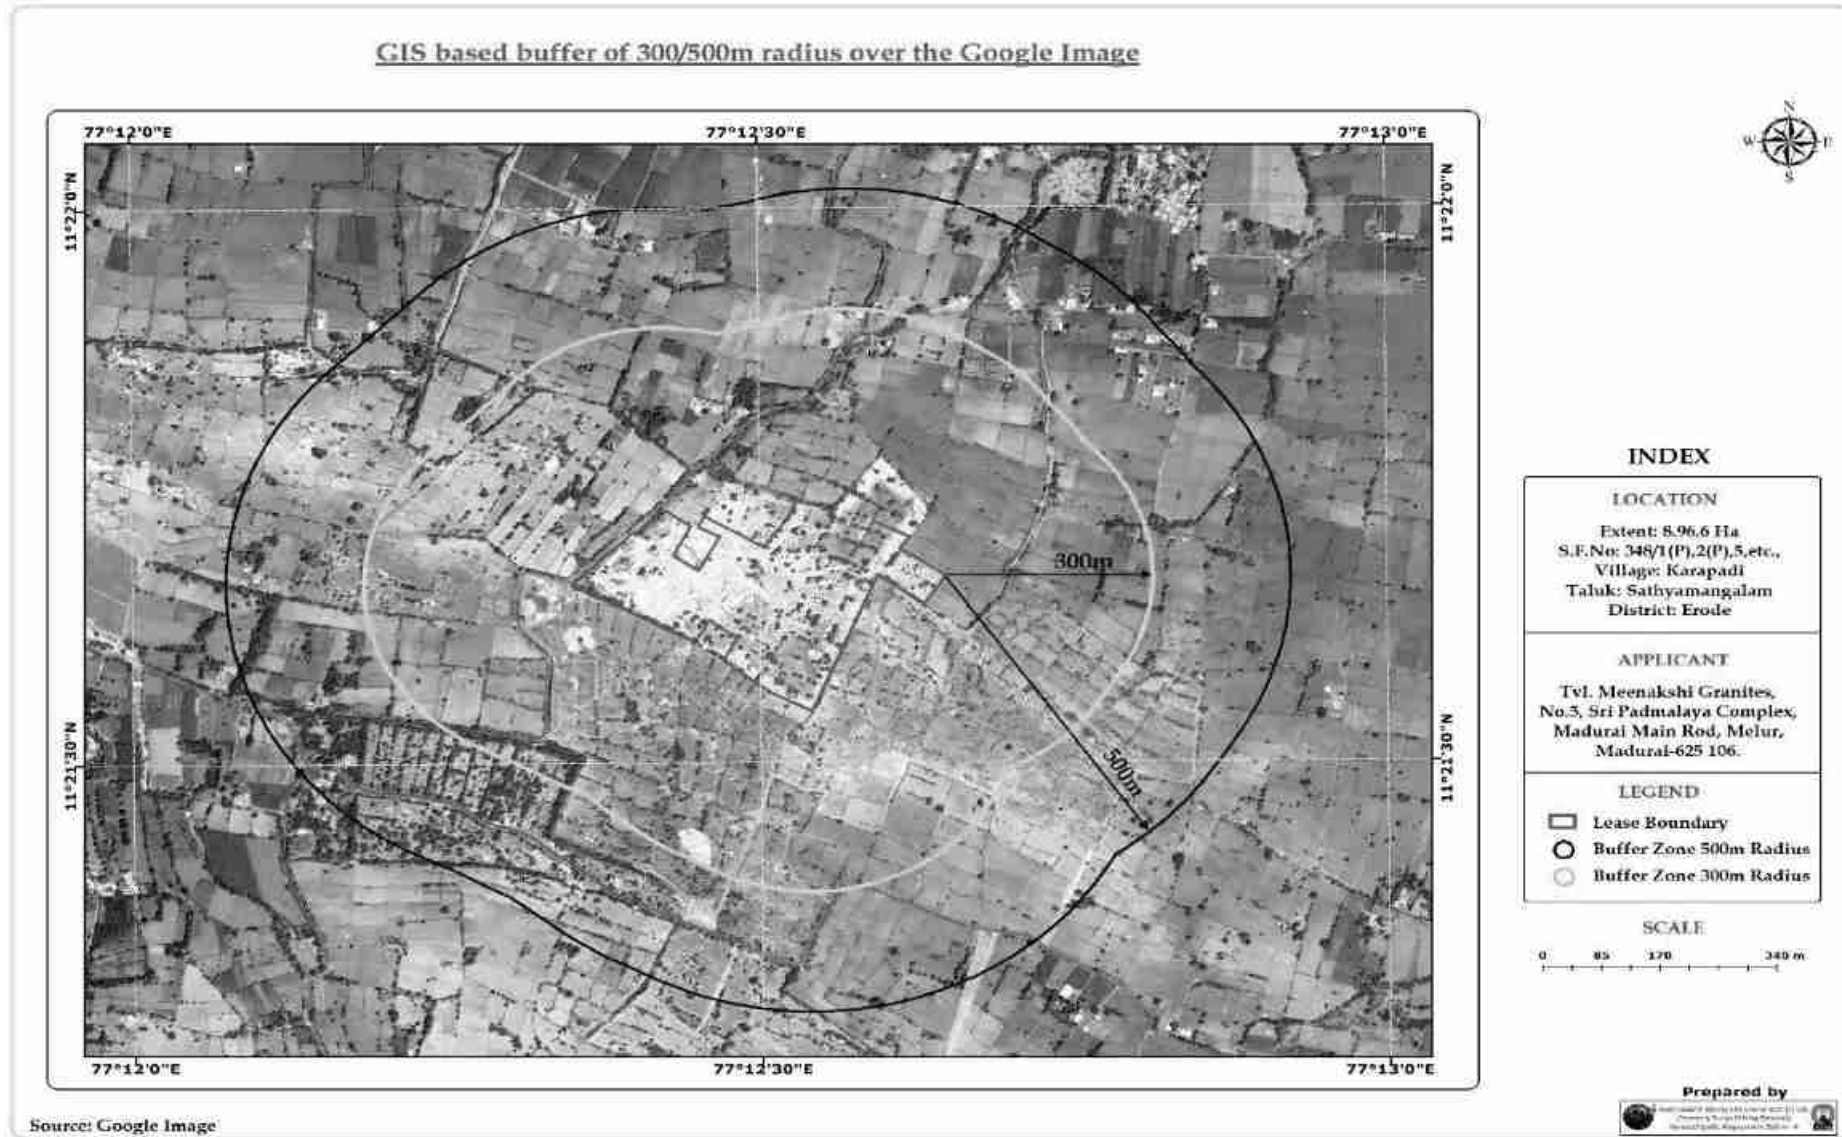 GIS based buffer of 300/500m radius over the Google Image
77°12'0"E 77°12'30"E 77°13'0"E
11°22'0"N 11°22'0"N
N
W E
S
300m
500m
11°21'30"N 11°21'30"N
77°12'0"E 77°12'30"E 77°13'0"E
INDEX
LOCATION
Extent: 8.96.6 Ha
S.F.No: 348/1(P),2(P),5,etc.,
Village: Karapadi
Taluk: Sathyamangalam
District: Erode
APPLICANT
Tvl. Meenakshi Granites,
No.3, Sri Padmalaya Complex,
Madurai Main Rod, Melur,
Madurai-625 106.
LEGEND
Lease Boundary
Buffer Zone 500m Radius
Buffer Zone 300m Radius
SCALE
0 85 170 340 m
Prepared by
Source: Google Image